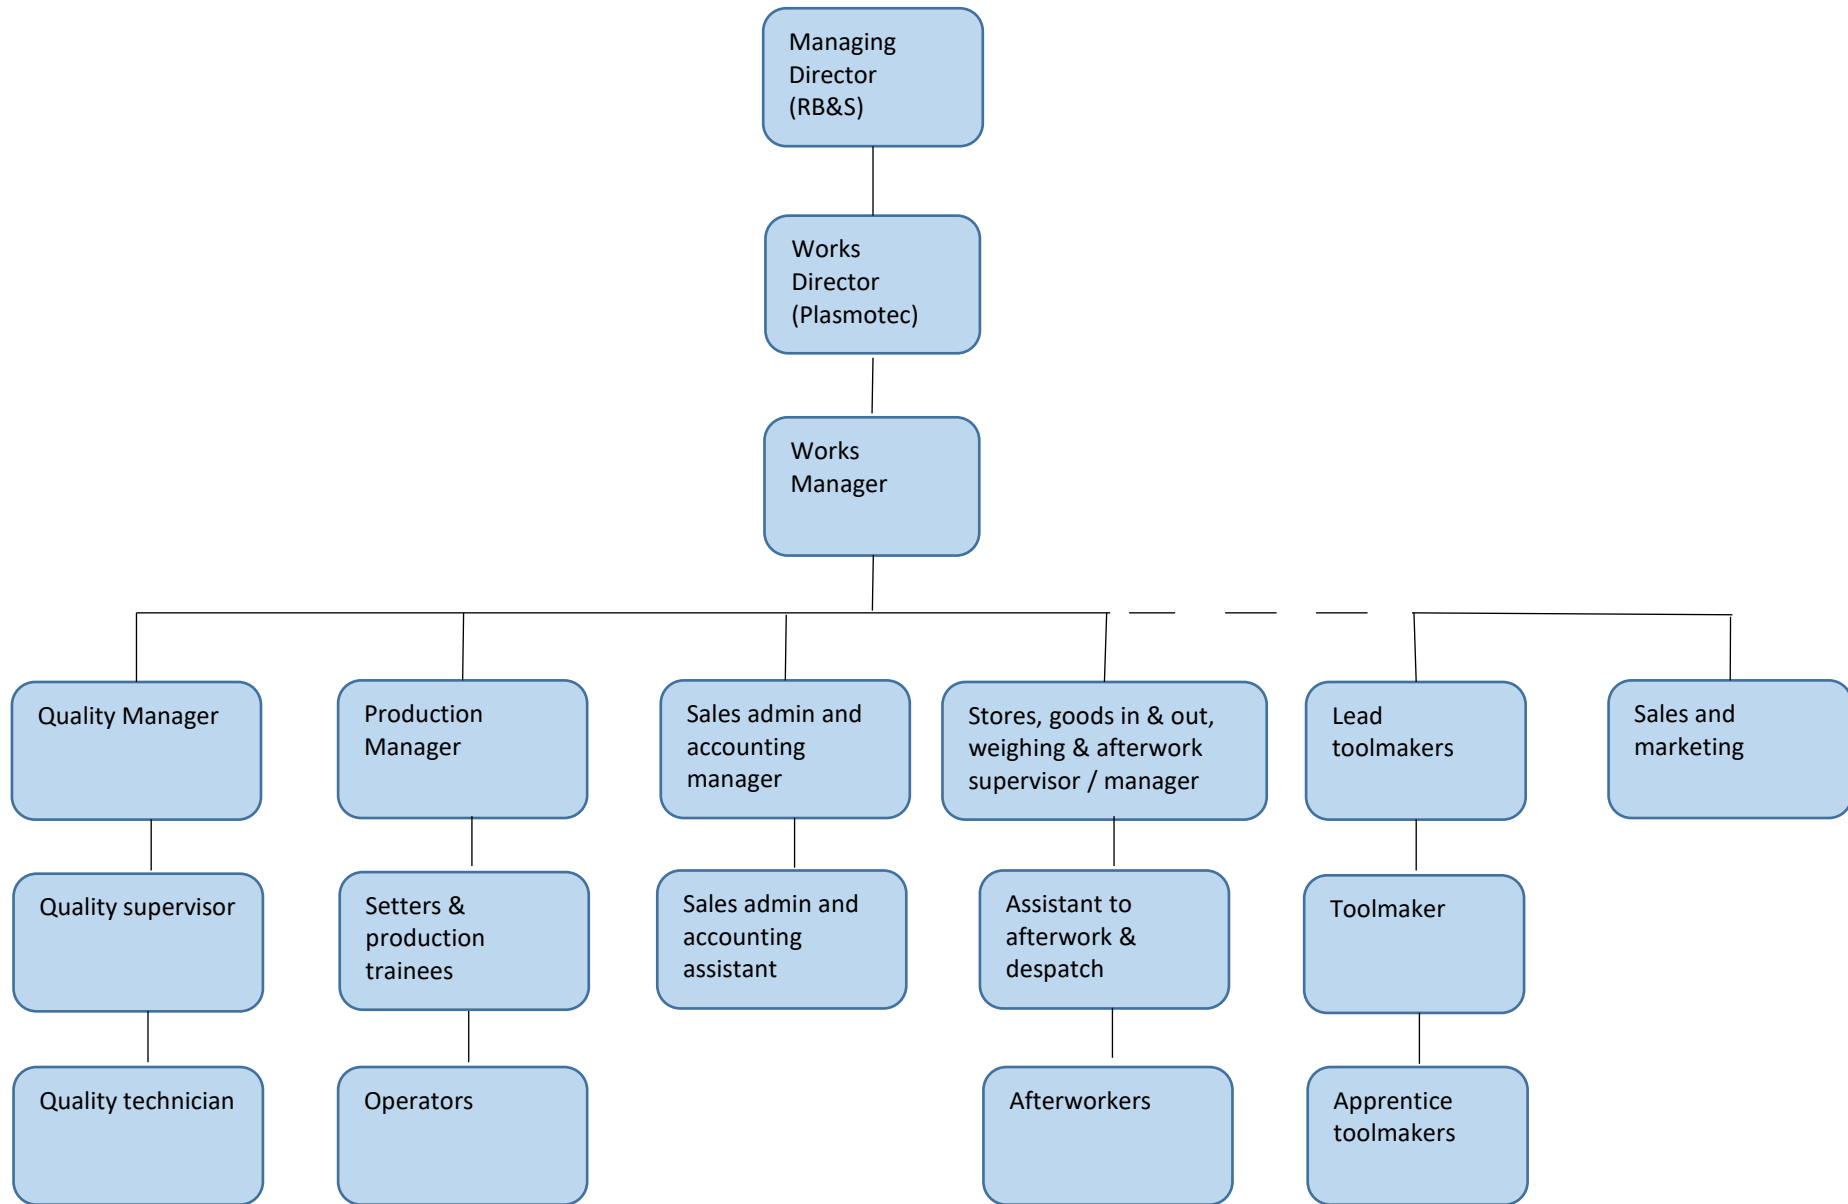 Managing
Director
(RB&S)
Works
Director
(Plasmotec)
Works
Manager
Quality Manager
Production
Manager
Sales admin and
accounting
manager
Stores, goods in & out,
weighing & afterwork
supervisor / manager
Lead
toolmakers
Sales and
marketing
Quality supervisor
Setters &
production
trainees
Sales admin and
accounting
assistant
Assistant to
afterwork &
despatch
Toolmaker
Quality technician
Operators
Afterworkers
Apprentice
toolmakers